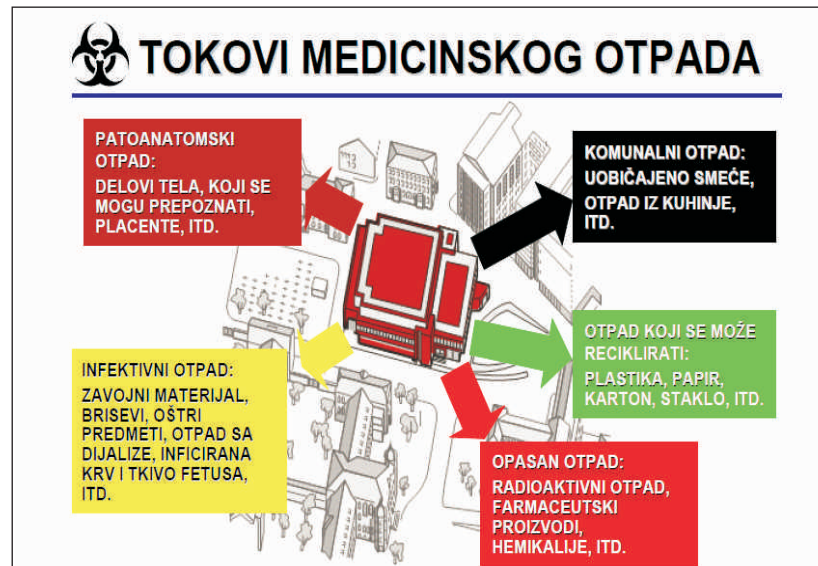 TOKOVI MEDICINSKOG OTPADA
PATOANATOMSKI
OTPAD:
DELOVI TELA, KOJI SE
MOGU PREPOZNATI,
PLACENTE, ITD.
KOMUNALNI OTPAD:
UOBIČAJENO SMEĆE,
OTPAD IZ KUHINJE,
ITD.
INFEKTIVNI OTPAD:
ZAVOJNI MATERIJAL,
BRISEVI, OŠTRI
PREDMETI, OTPAD SA
DIJALIZE, INFICIRANA
KRV I TKIVO FETUSA,
ITD.
OTPAD KOJI SE MOŽE
RECIKLIRATI:
PLASTIKA, PAPIR,
KARTON, STAKLO, ITD.
OPASAN OTPAD:
RADIOAKTIVNI OTPAD,
FARMACEUTSKI
PROIZVODI,
HEMIKALIJE, ITD.